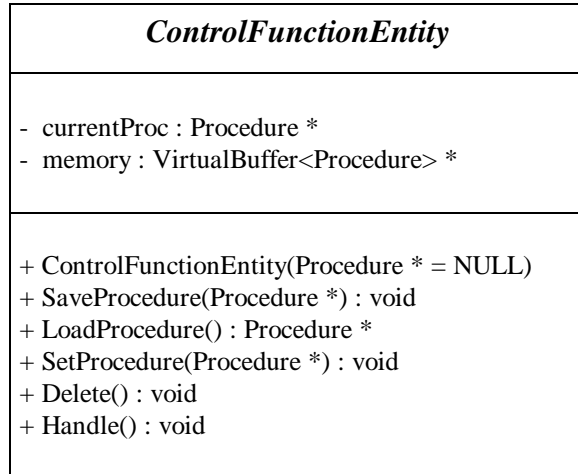 ControlFunctionEntity
- currentProc : Procedure *
- memory : VirtualBuffer<Procedure> *
+ ControlFunctionEntity(Procedure * = NULL)
+ SaveProcedure(Procedure *) : void
+ LoadProcedure() : Procedure *
+ SetProcedure(Procedure *) : void
+ Delete() : void
+ Handle() : void